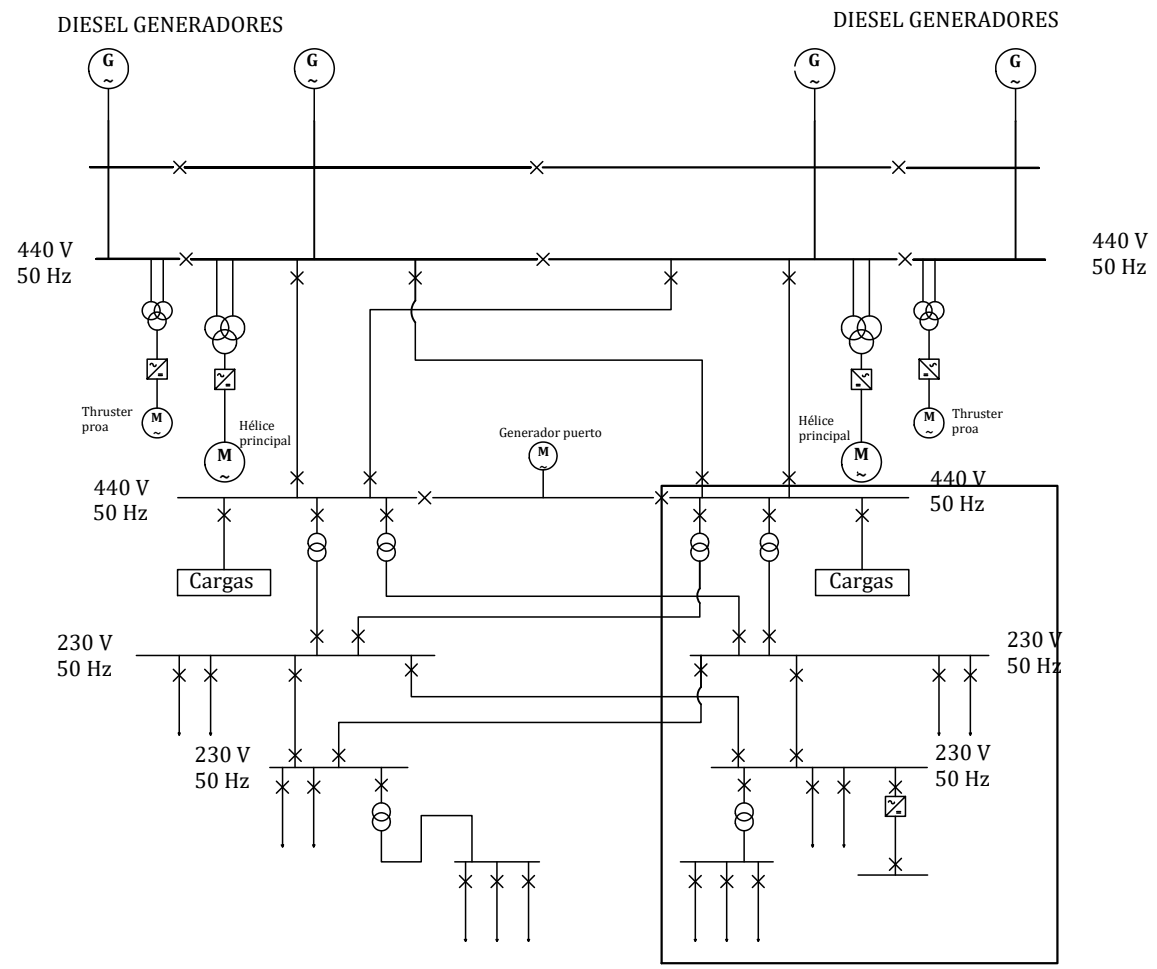 DIESEL GENERADORES
DIESEL GENERADORES
G
~
G
~
G
~
G
~
440 V
50 Hz
440 V
50 Hz
Thruster
proa
M
~
Hélice
principal
M
~
Generador puerto
M
~
Hélice
principal
M
~
M
~
Thruster
proa
440 V
50 Hz
440 V
50 Hz
Cargas
Cargas
230 V
50 Hz
230 V
50 Hz
230 V
50 Hz
230 V
50 Hz